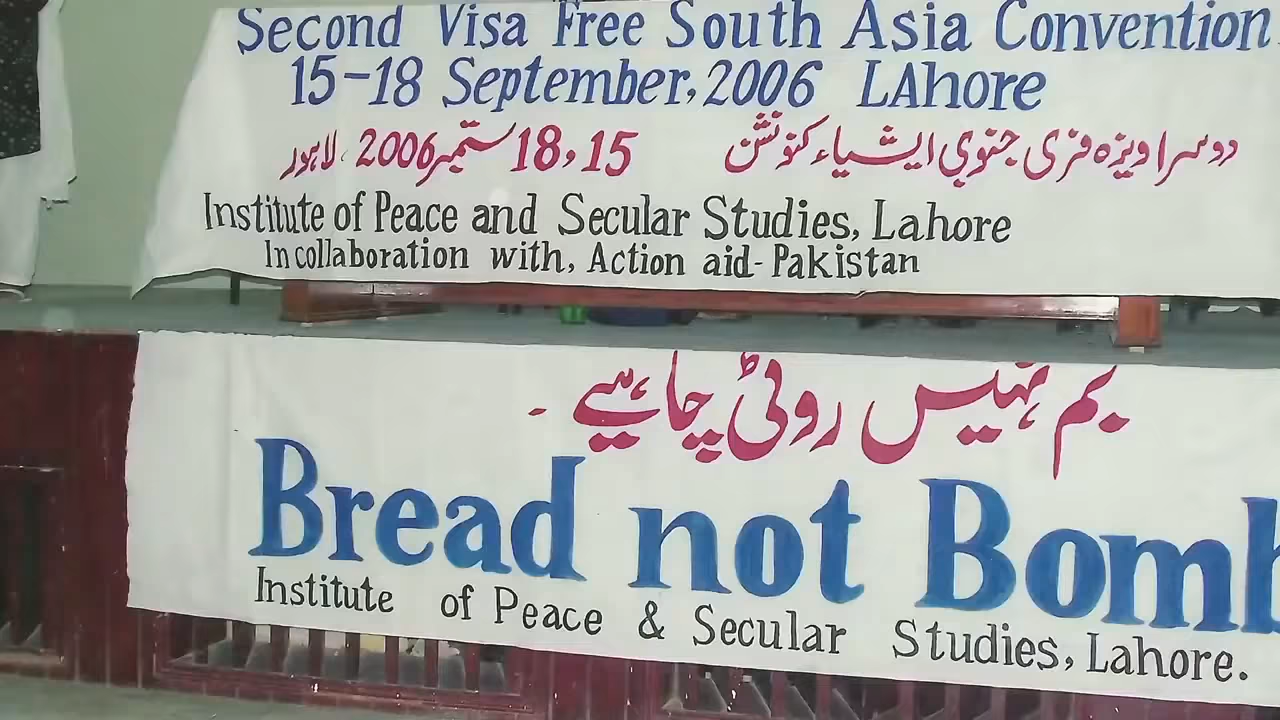 Second Visa Free South Asia Convention
15-18 September, 2006 LAhore
دوسرا ویزہ فری جنوبی ایشیاء کنونشن 15، 18 ستمبر 2006، لاہور
Institute of Peace and Secular Studies, Lahore
In collaboration with, Action aid- Pakistan
بم نہیں روٹی چاہیے ۔
Bread not Bomb
Institute of Peace & Secular Studies, Lahore.